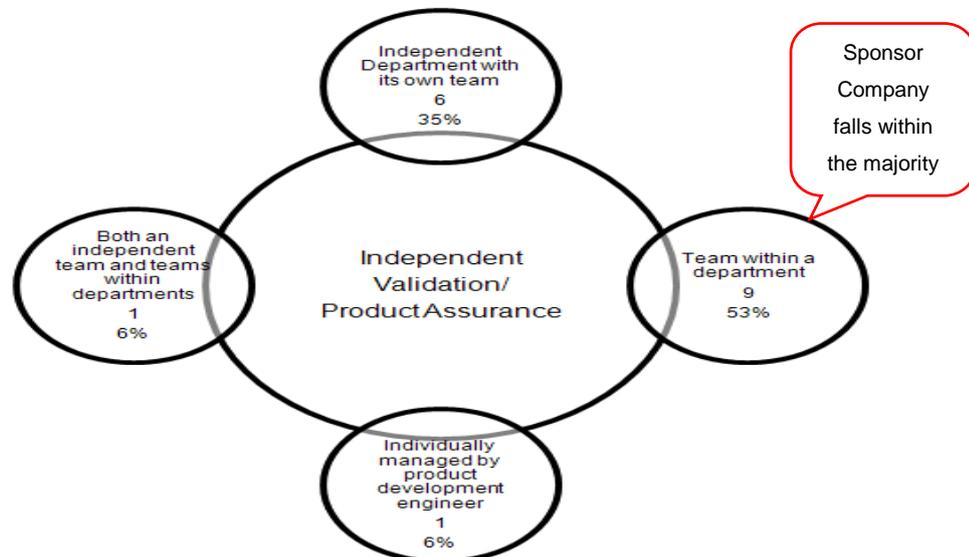 Independent
Department with
its own team
6
35%
Sponsor
Company
falls within
the majority
Both an
independent
team and teams
within
departments
1
6%
Independent
Validation/
Product Assurance
Team within a
department
9
53%
Individually
managed by
product
development
engineer
1
6%